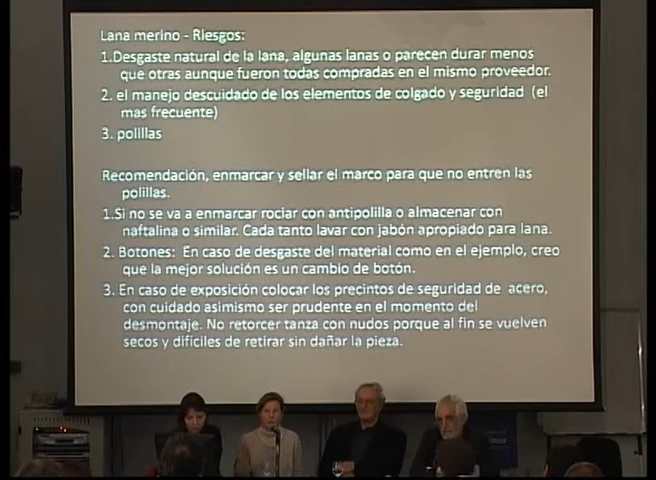 Lana merino - Riesgos:
1.Desgaste natural de la lana, algunas lanas o parecen durar menos
que otras aunque fueron todas compradas en el mismo proveedor.
2. el manejo descuidado de los elementos de colgado y seguridad (el
mas frecuente)
3. polillas
Recomendación, enmarcar y sellar el marco para que no entren las
polillas.
1.Si no se va a enmarcar rociar con antipolilla o almacenar con
naftalina o similar. Cada tanto lavar con jabón apropiado para lana.
2. Botones: En caso de desgaste del material como en el ejemplo, creo
que la mejor solución es un cambio de botón.
3. En caso de exposición colocar los precintos de seguridad de acero,
con cuidado asimismo ser prudente en el momento del
desmontaje. No retorcer tanza con nudos porque al fin se vuelven
secos y difíciles de retirar sin dañar la pieza.